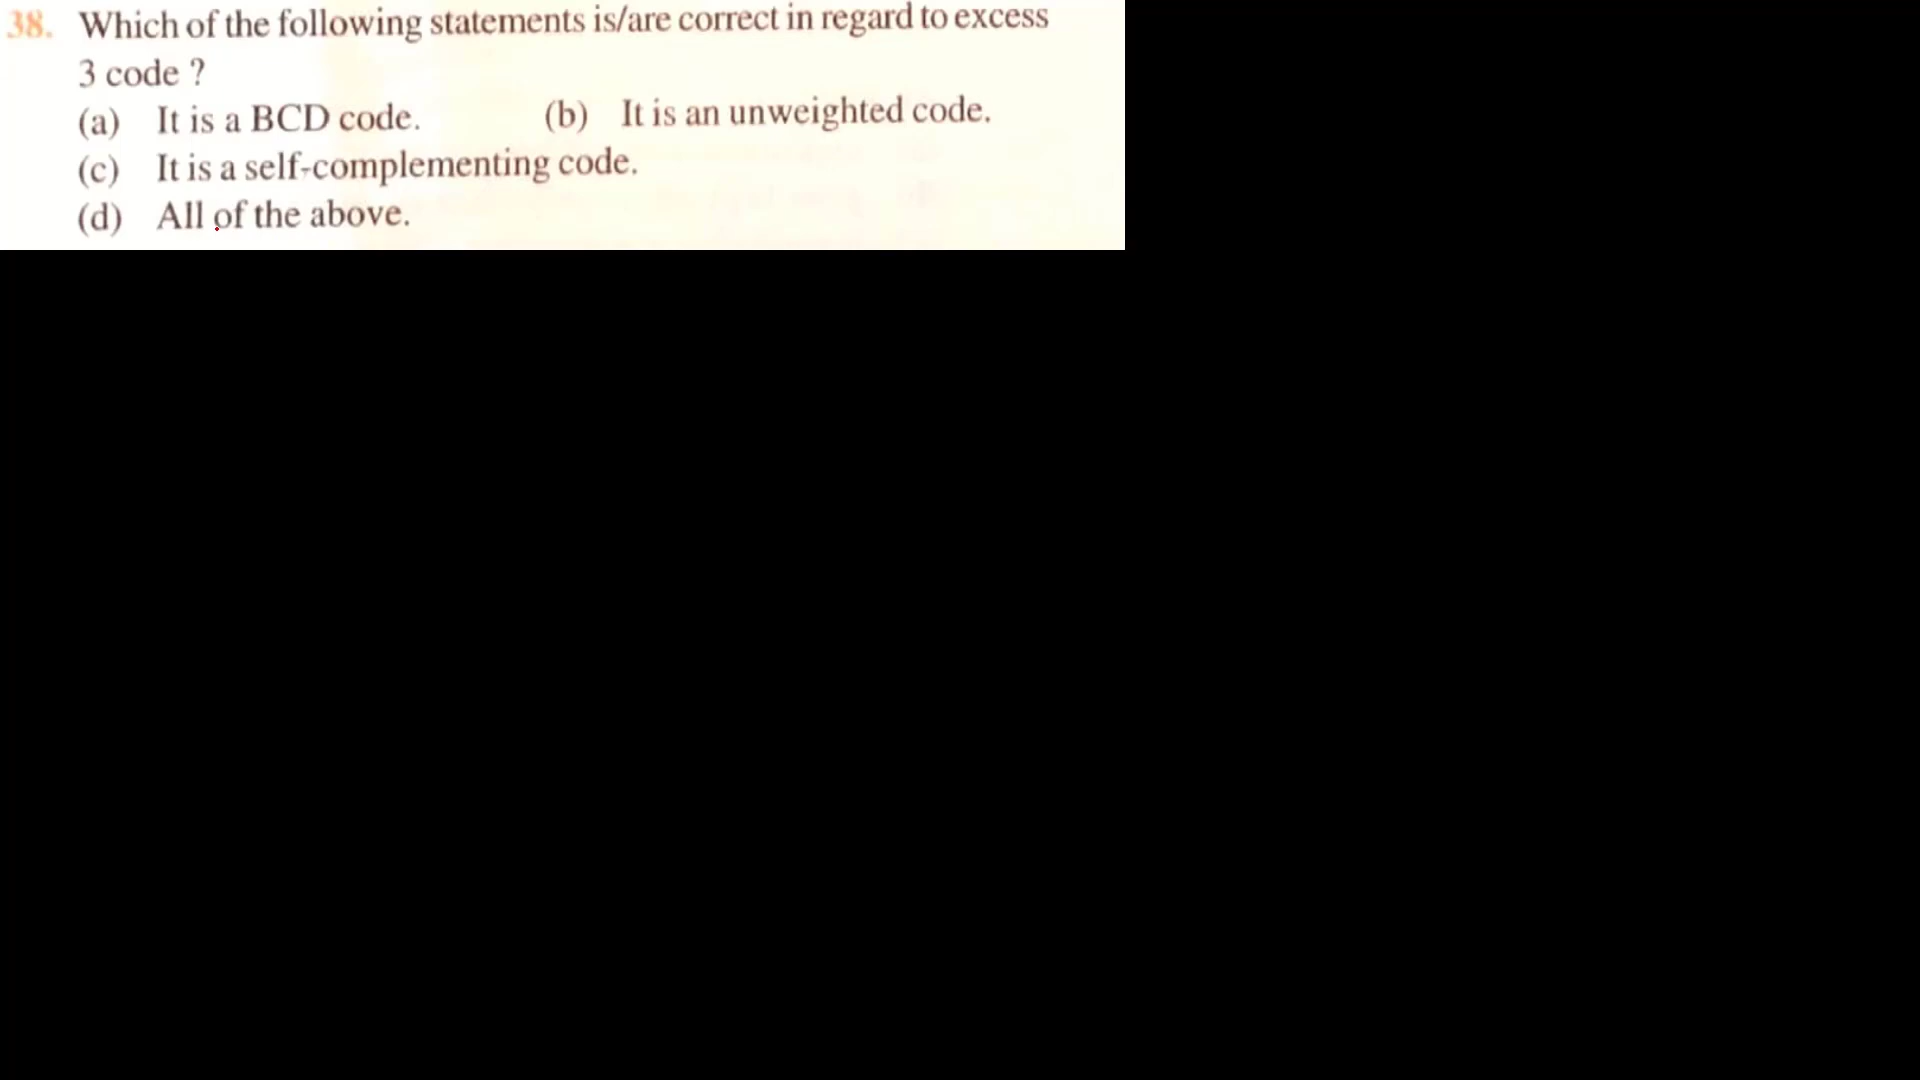 38. Which of the following statements is/are correct in regard to excess
3 code ?
(a) It is a BCD code. (b) It is an unweighted code.
(c) It is a self-complementing code.
(d) All of the above.